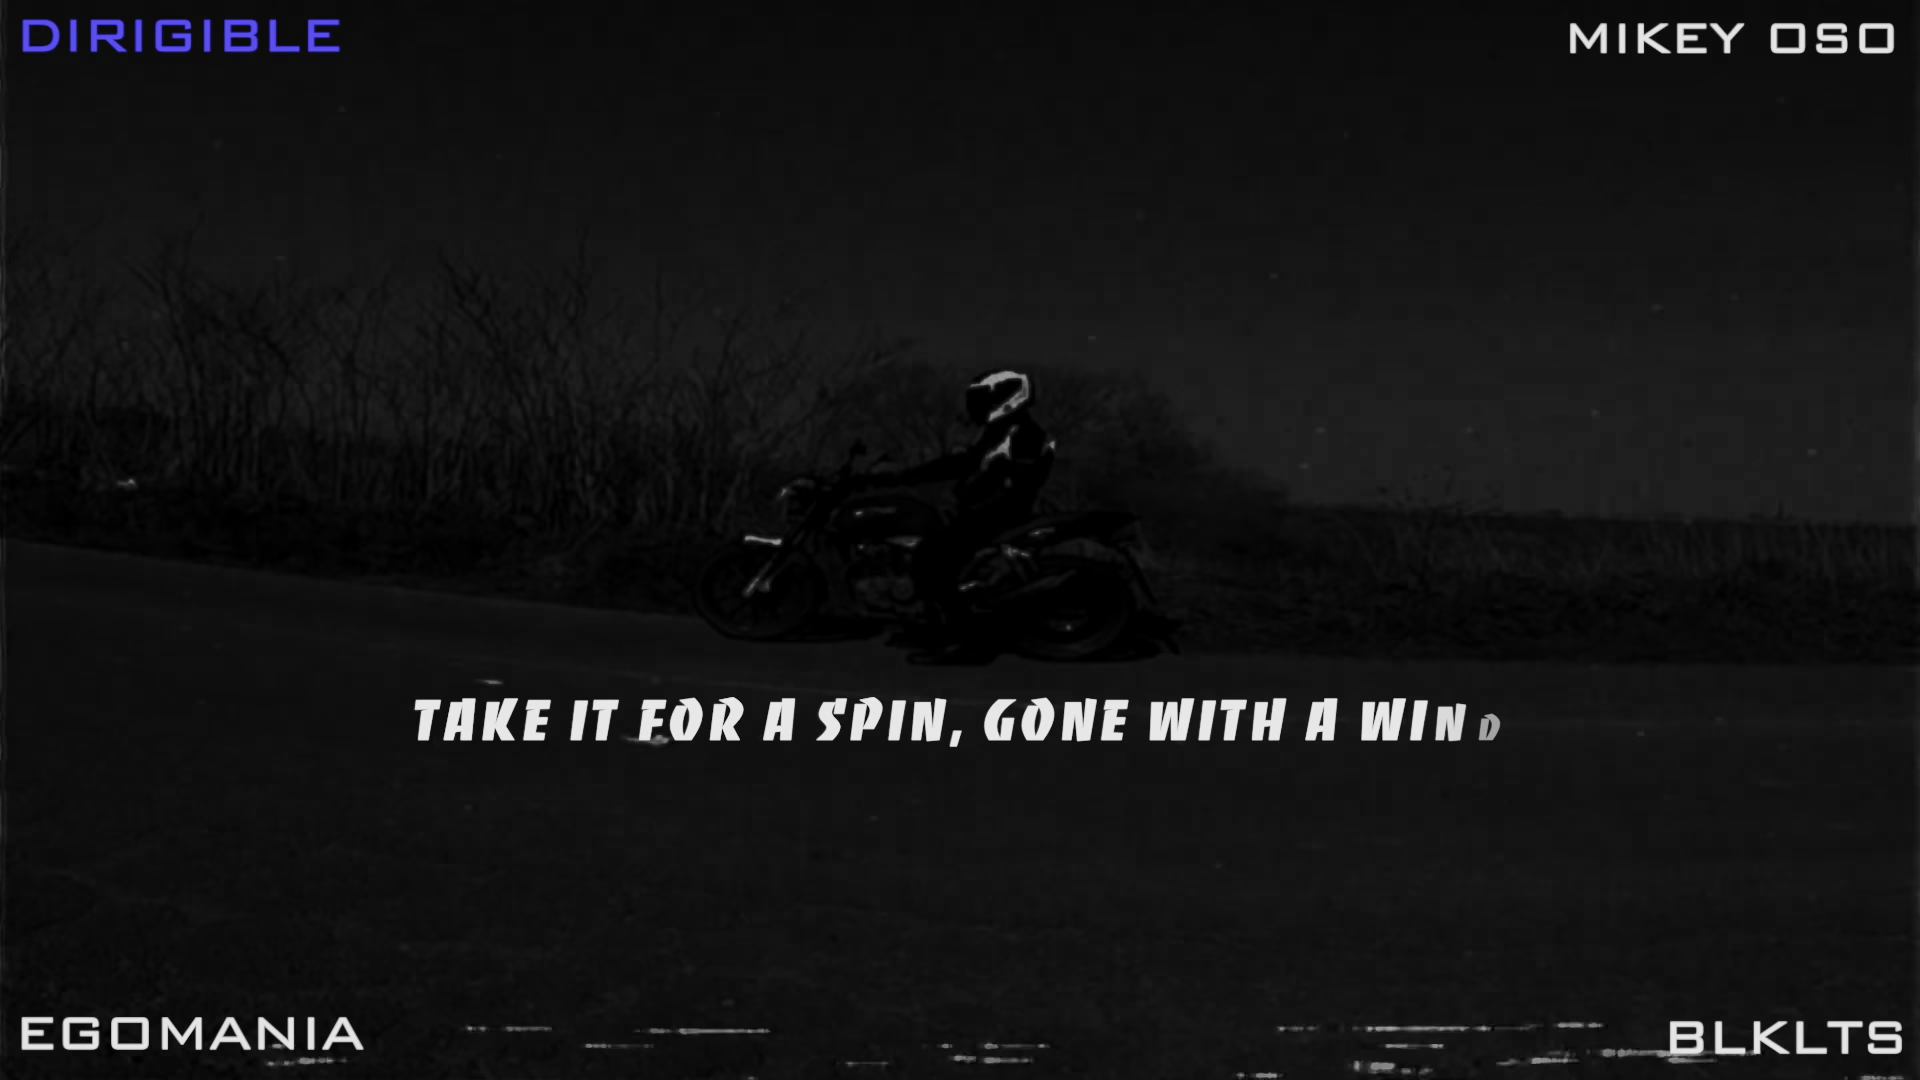 DIRIGIBLE
MIKEY OSO
TAKE IT FOR A SPIN, GONE WITH A WIND
EGOMANIA
BLKLTS